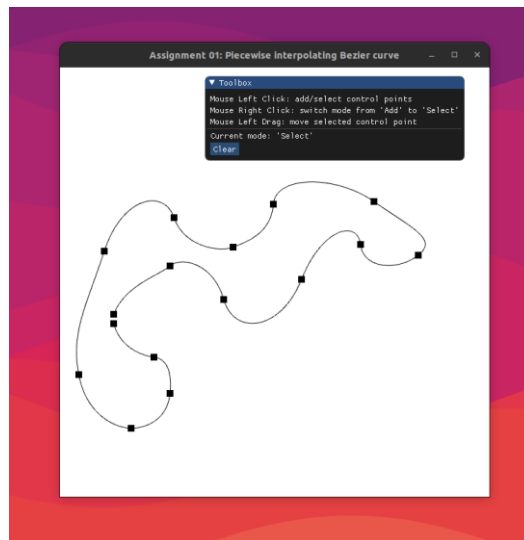 Assignment 01: Piecewise interpolating Bezier curve
Toolbox
Mouse Left Click: add/select control points
Mouse Right Click: switch mode from 'Add' to 'Select'
Mouse Left Drag: move selected control point
Current mode: 'Select'
Clear